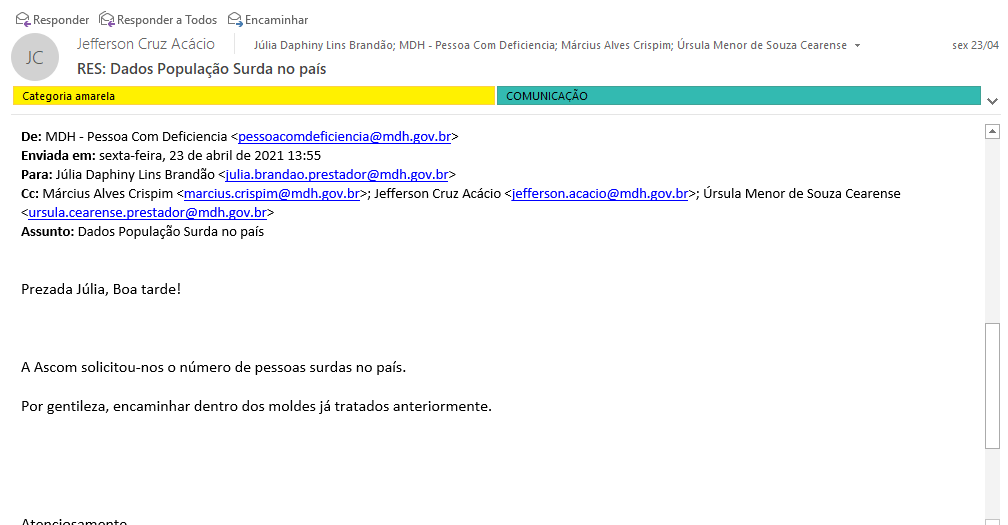 Responder Responder a Todos Encaminhar
JC
Jefferson Cruz Acácio Júlia Daphiny Lins Brandão; MDH - Pessoa Com Deficiencia; Március Alves Crispim; Úrsula Menor de Souza Cearense sex 23/04
RES: Dados População Surda no país
Categoria amarela COMUNICAÇÃO
De: MDH - Pessoa Com Deficiencia <pessoacomdeficiencia@mdh.gov.br>
Enviada em: sexta-feira, 23 de abril de 2021 13:55
Para: Júlia Daphiny Lins Brandão <julia.brandao.prestador@mdh.gov.br>
Cc: Március Alves Crispim <marcius.crispim@mdh.gov.br>; Jefferson Cruz Acácio <jefferson.acacio@mdh.gov.br>; Úrsula Menor de Souza Cearense
<ursula.cearense.prestador@mdh.gov.br>
Assunto: Dados População Surda no país
Prezada Júlia, Boa tarde!
A Ascom solicitou-nos o número de pessoas surdas no país.
Por gentileza, encaminhar dentro dos moldes já tratados anteriormente.
Atenciosamente